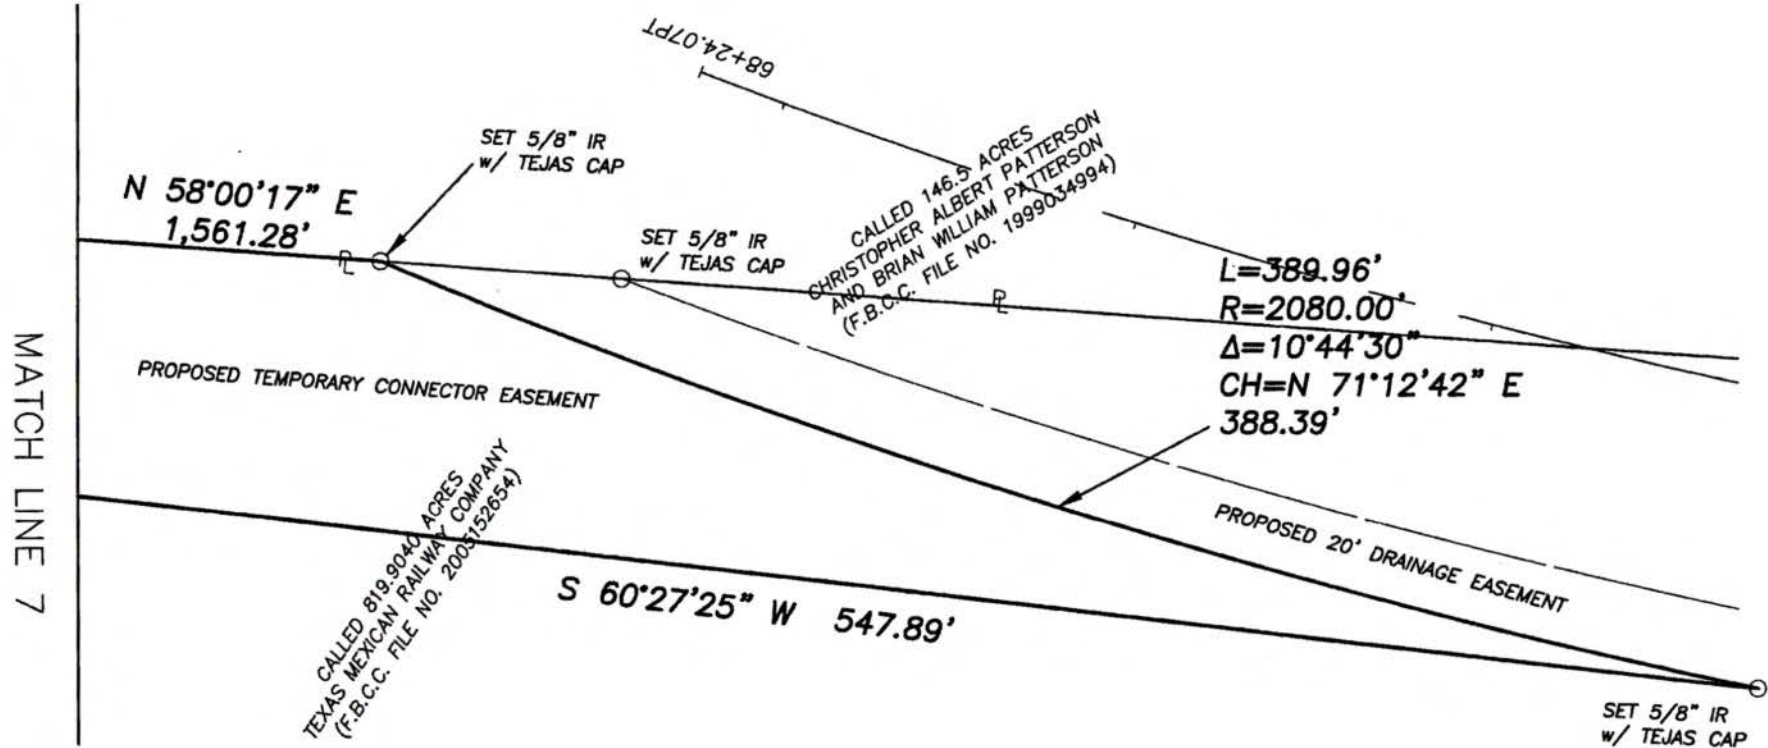 68+24.07PT
SET 5/8" IR
w/ TEJAS CAP
N 58°00'17" E
1,561.28'
PL
SET 5/8" IR
w/ TEJAS CAP
CALLED 146.5 ACRES
CHRISTOPHER ALBERT PATTERSON
AND BRIAN WILLIAM PATTERSON
(F.B.C.C. FILE NO. 1999034994)
PL
L=389.96'
R=2080.00'
Δ=10°44'30"
CH=N 71°12'42" E
388.39'
MATCH LINE 7
PROPOSED TEMPORARY CONNECTOR EASEMENT
CALLED 819.9040 ACRES
TEXAS MEXICAN RAILWAY COMPANY
(F.B.C.C. FILE NO. 2005152654)
S 60°27'25" W 547.89'
PROPOSED 20' DRAINAGE EASEMENT
SET 5/8" IR
w/ TEJAS CAP